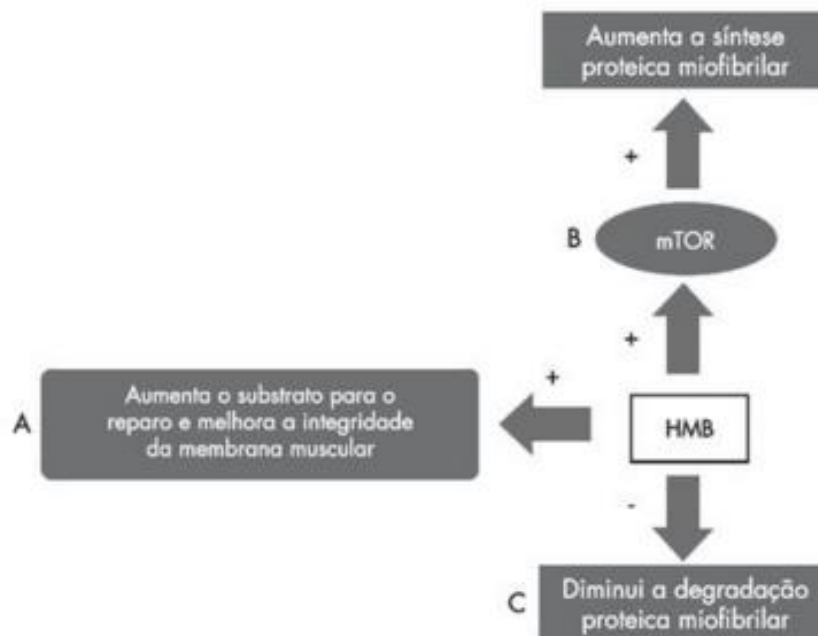 Aumenta a síntese
proteica miofibrilar
+
B
mTOR
+
A
Aumenta o substrato para o
reparo e melhora a integridade
da membrana muscular
+
HMB
-
C
Diminui a degradação
proteica miofibrilar